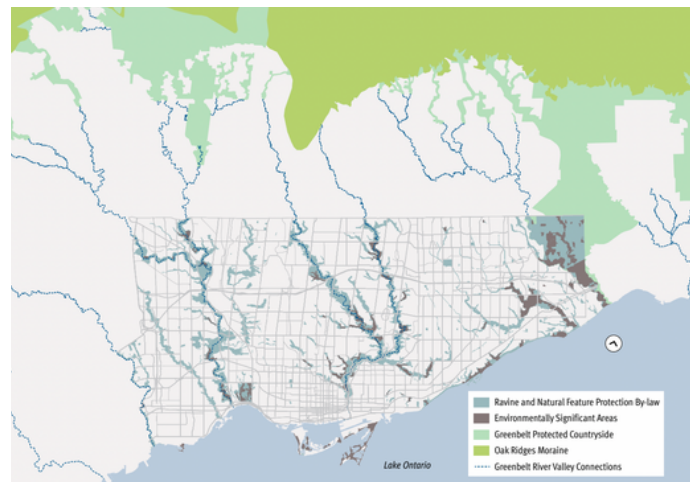 Ravine and Natural Feature Protection By-law
Environmentally Significant Areas
Greenbelt Protected Countryside
Oak Ridges Moraine
Greenbelt River Valley Connections
Lake Ontario